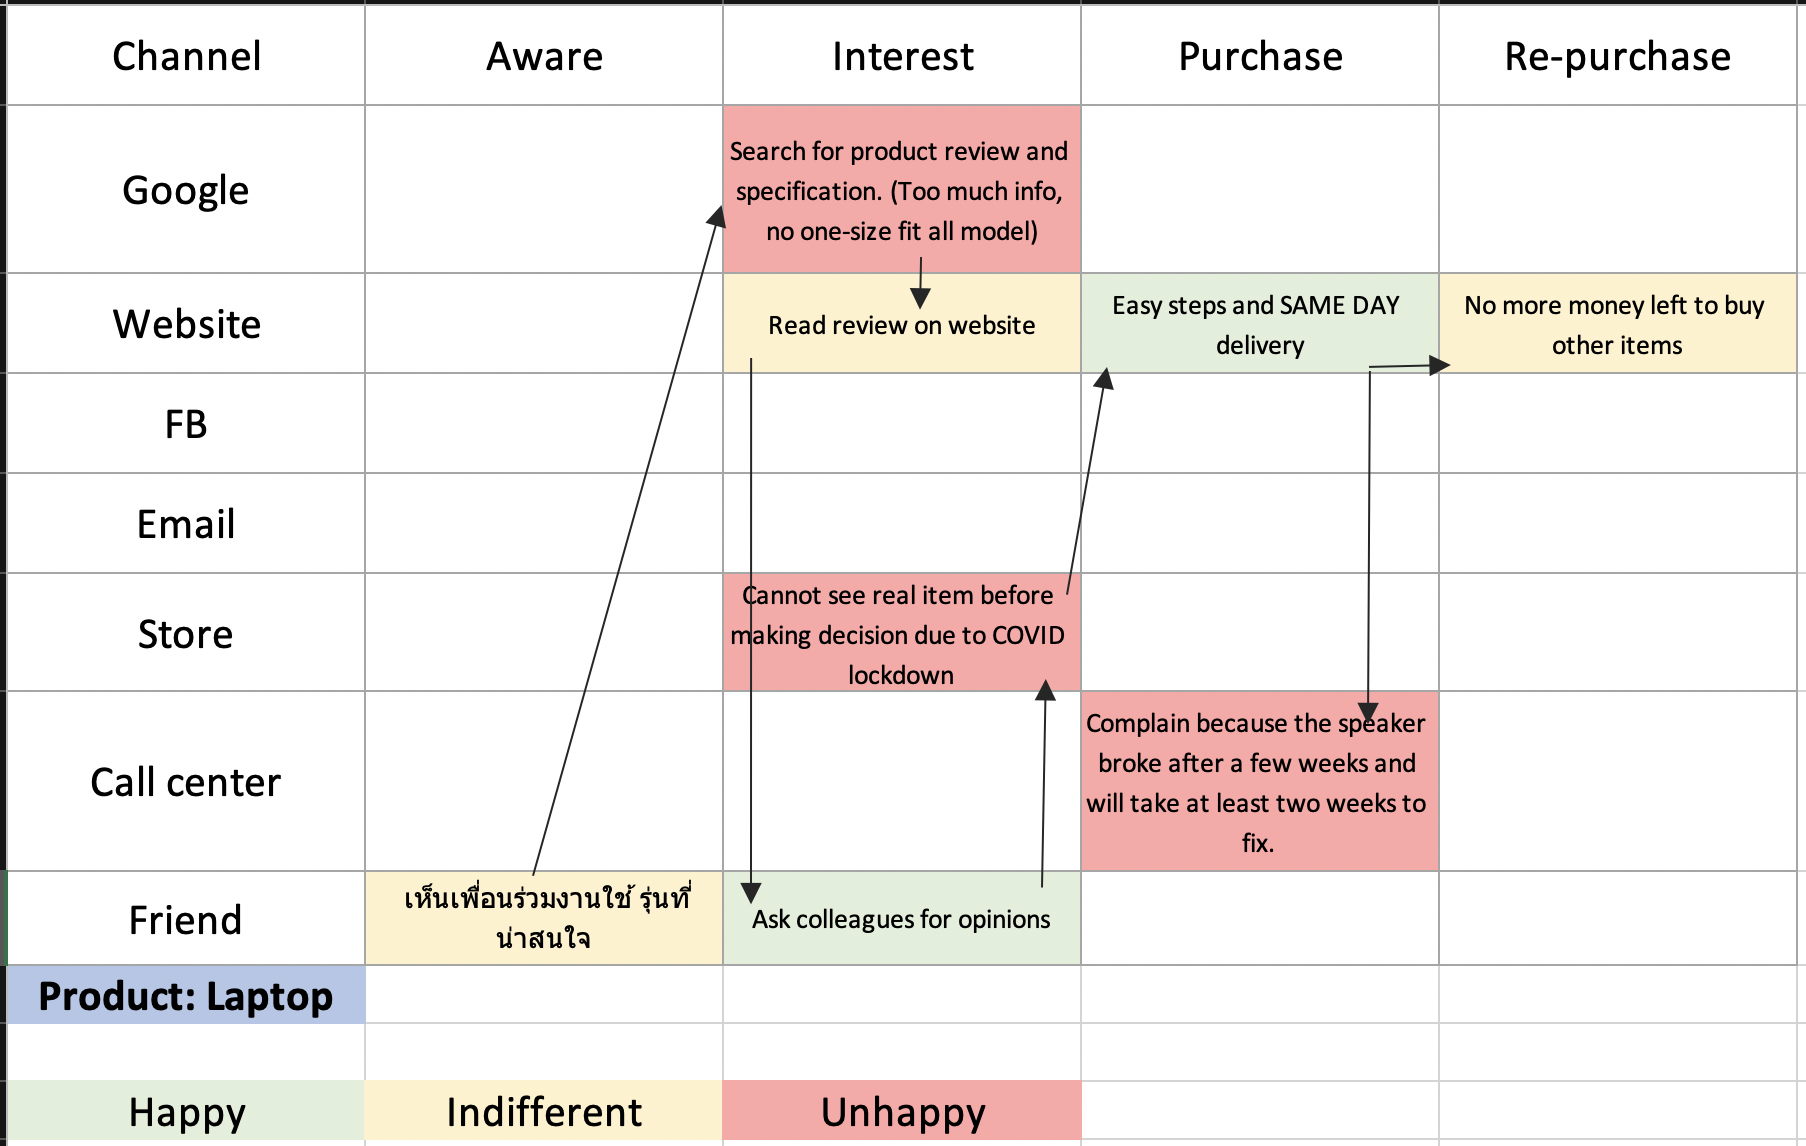 Channel
Aware
Interest
Purchase
Re-purchase
Google
Search for product review and
specification. (Too much info,
no one-size fit all model)
Website
Read review on website
Easy steps and SAME DAY
delivery
No more money left to buy
other items
FB
Email
Store
Cannot see real item before
making decision due to COVID
lockdown
Call center
Complain because the speaker
broke after a few weeks and
will take at least two weeks to
fix.
Friend
เห็นเพื่อนร่วมงานใช้ รุ่นที่
น่าสนใจ
Ask colleagues for opinions
Product: Laptop
Happy
Indifferent
Unhappy